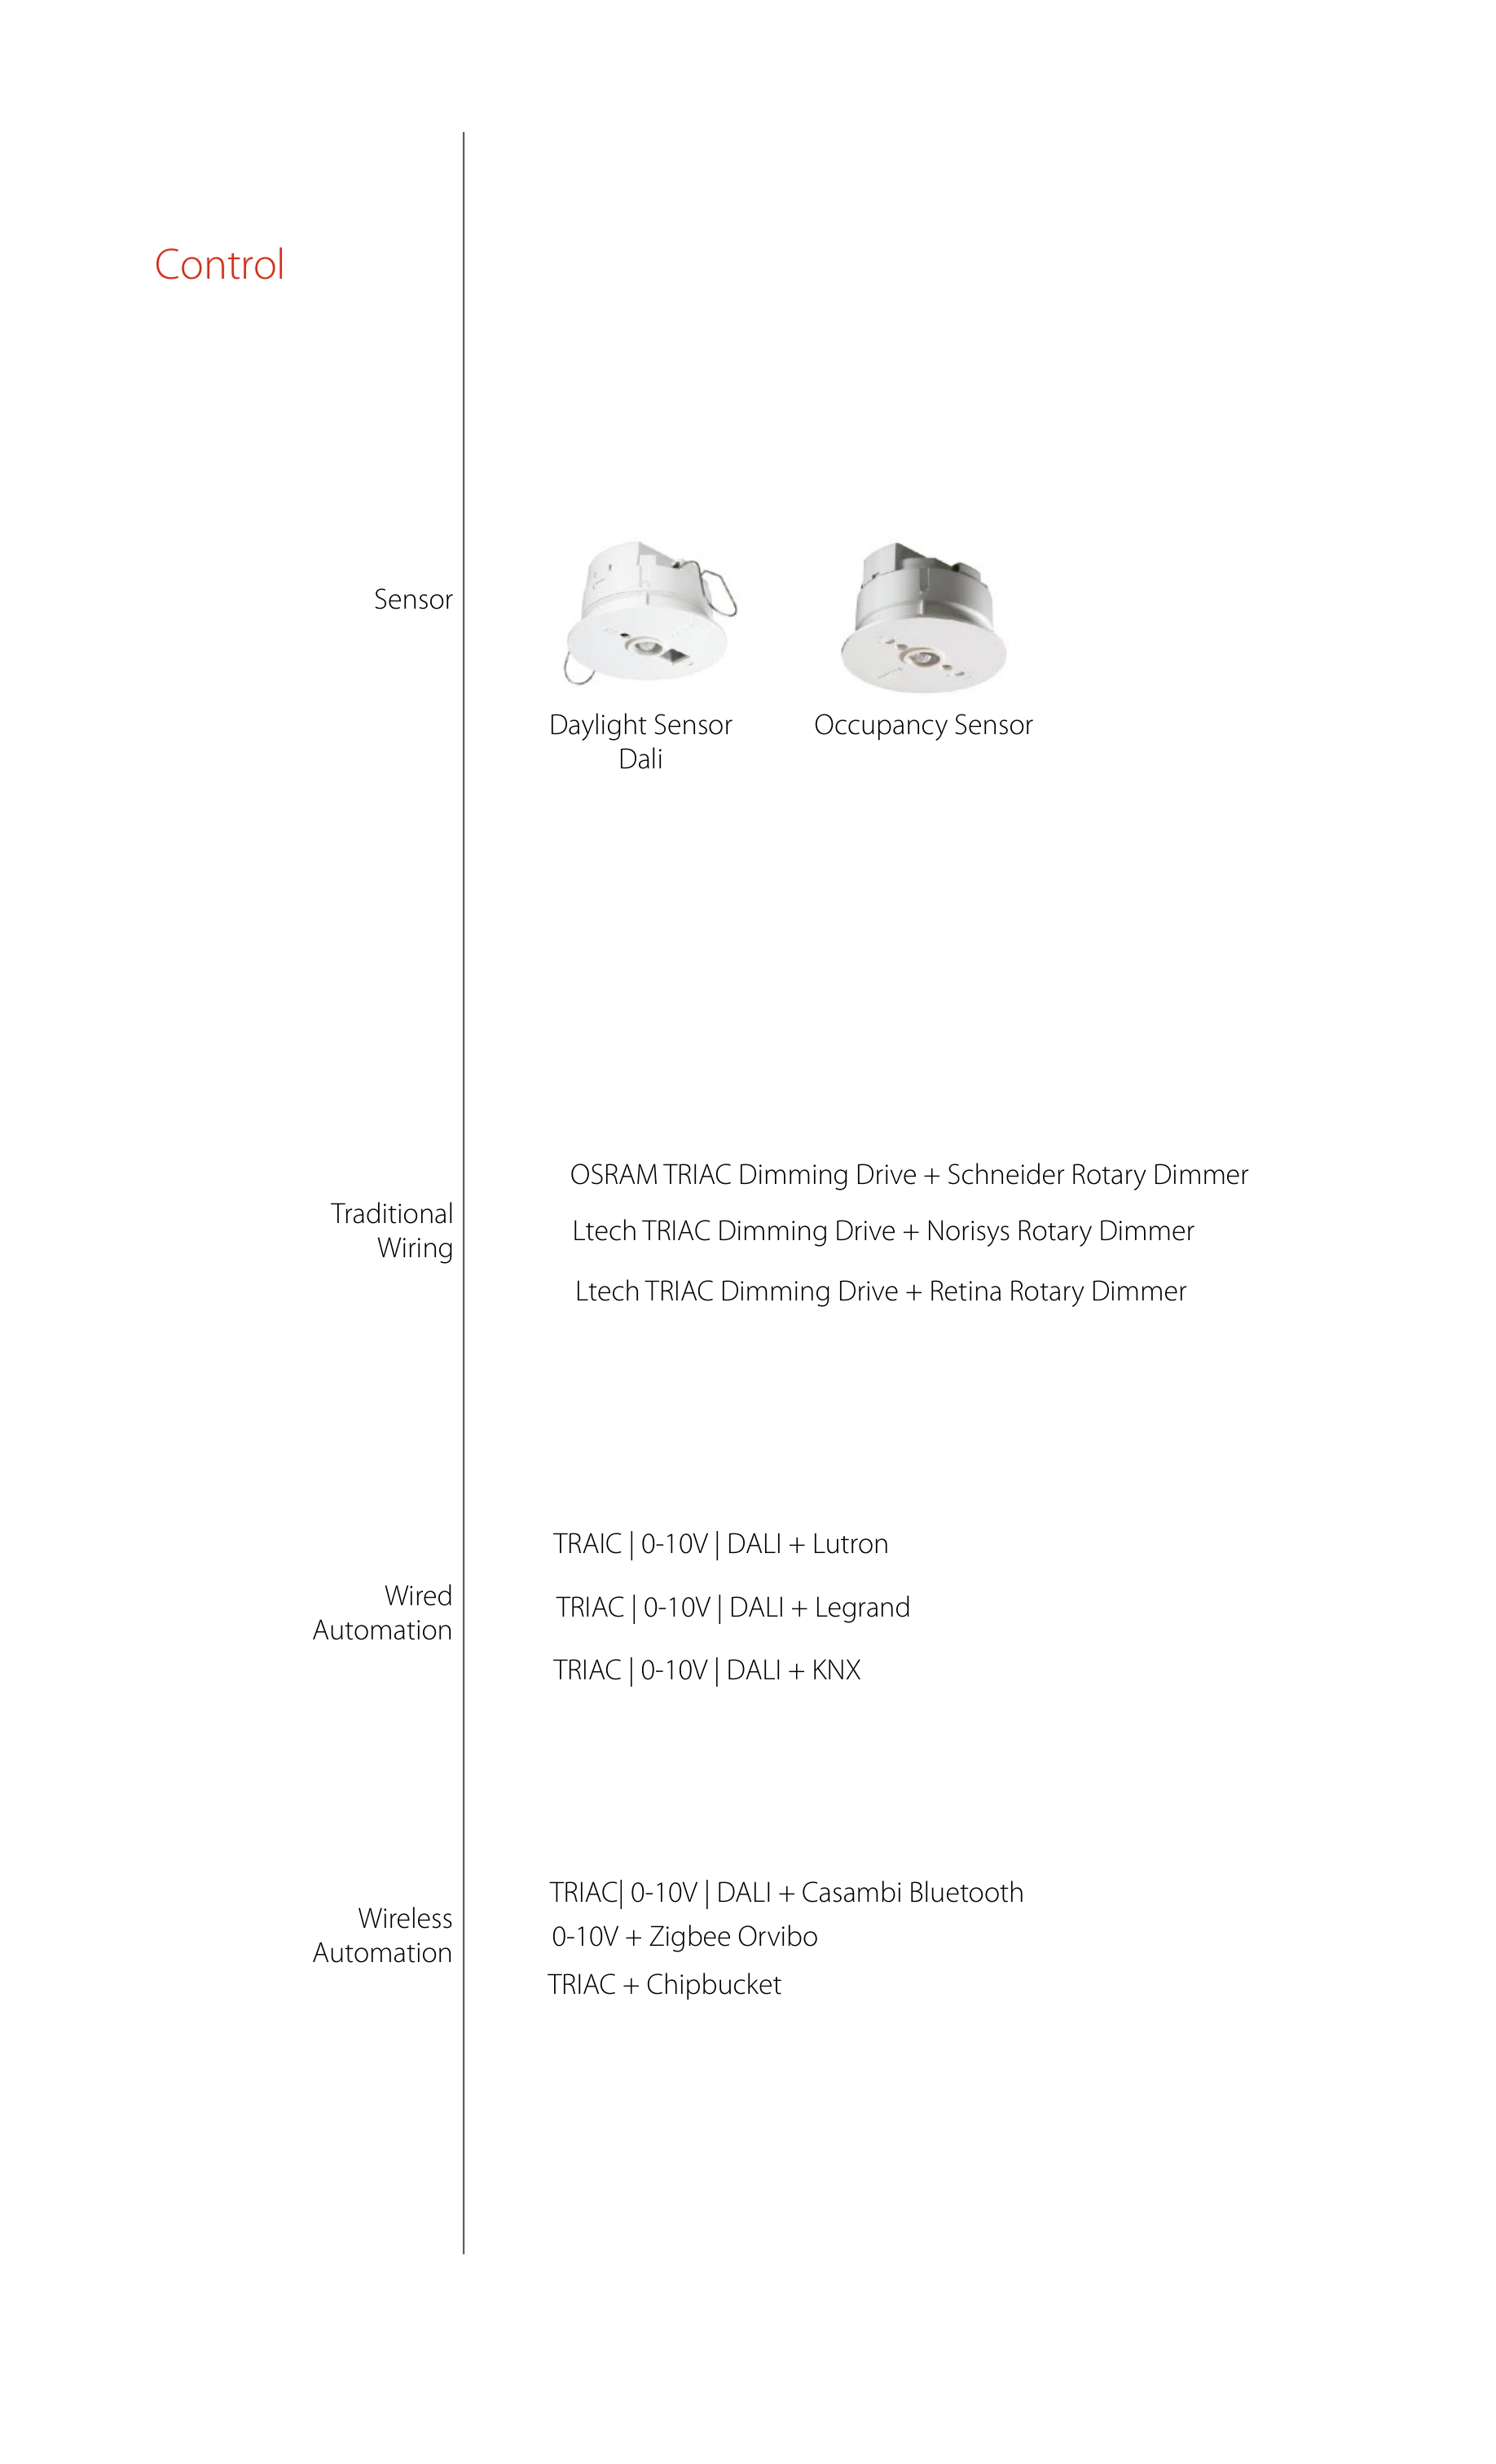 Control
Sensor
Daylight Sensor
Dali
Occupancy Sensor
Traditional
Wiring
OSRAM TRIAC Dimming Drive + Schneider Rotary Dimmer
Ltech TRIAC Dimming Drive + Norisys Rotary Dimmer
Ltech TRIAC Dimming Drive + Retina Rotary Dimmer
Wired
Automation
TRAIC | 0-10V | DALI + Lutron
TRIAC | 0-10V | DALI + Legrand
TRIAC | 0-10V | DALI + KNX
Wireless
Automation
TRIAC| 0-10V | DALI + Casambi Bluetooth
0-10V + Zigbee Orvibo
TRIAC + Chipbucket